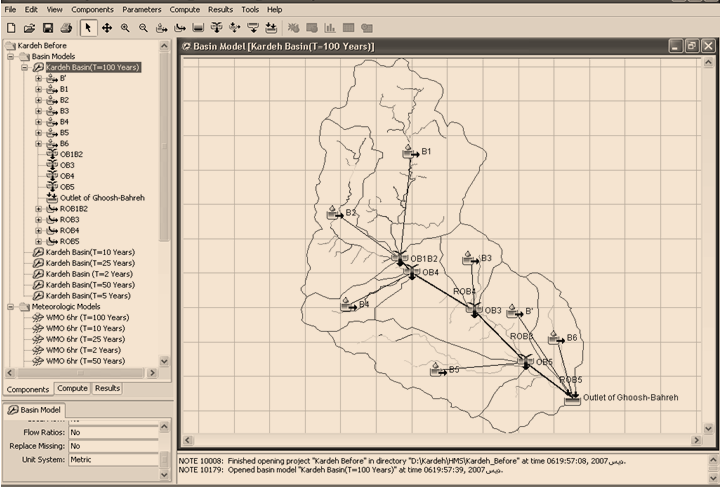 File Edit View Components Parameters Compute Results Tools Help
Kardeh Before
Basin Models
Kardeh Basin(T=100 Years)
B'
B1
B2
B3
B4
B5
B6
OB1B2
OB3
OB4
OB5
Outlet of Ghoosh-Bahreh
ROB1B2
ROB3
ROB4
ROB5
Kardeh Basin(T=10 Years)
Kardeh Basin(T=25 Years)
Kardeh Basin (T=2 Years)
Kardeh Basin(T=50 Years)
Kardeh Basin(T=5 Years)
Meteorologic Models
WMO 6hr (T=100 Years)
WMO 6hr (T=10 Years)
WMO 6hr (T=25 Years)
WMO 6hr (T=2 Years)
WMO 6hr (T=50 Years)
Components Compute Results
Basin Model
Flow Ratios: No
Replace Missing: No
Unit System: Metric
Basin Model [Kardeh Basin(T=100 Years)]
B1
B2
OB1B2
B3
OB4
ROB4
B4
OB3
B'
ROB3
B6
OB5
B5
ROB5
Outlet of Ghoosh-Bahreh
NOTE 10008: Finished opening project "Kardeh Before" in directory "D:\Kardeh\HMS\Kardeh_Before" at time 0619:57:08, 2007
NOTE 10179: Opened basin model "Kardeh Basin(T=100 Years)" at time 0619:57:39, 2007